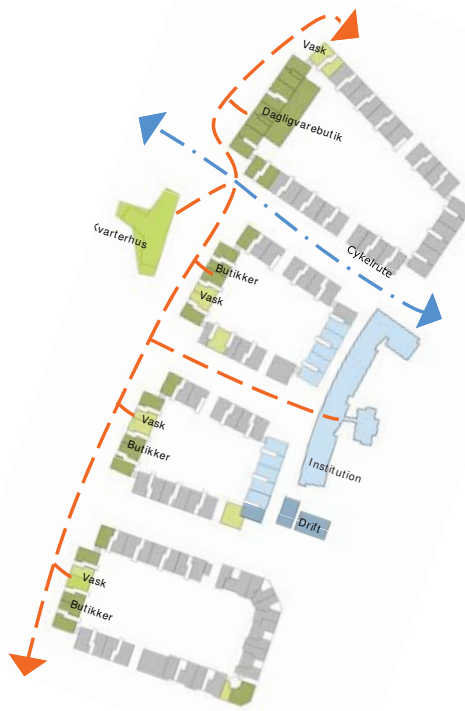 Vask
Dagligvarebutik
Kvarterhus
Cykelrute
Butikker
Vask
Vask
Butikker
Institution
Drift
Vask
Butikker